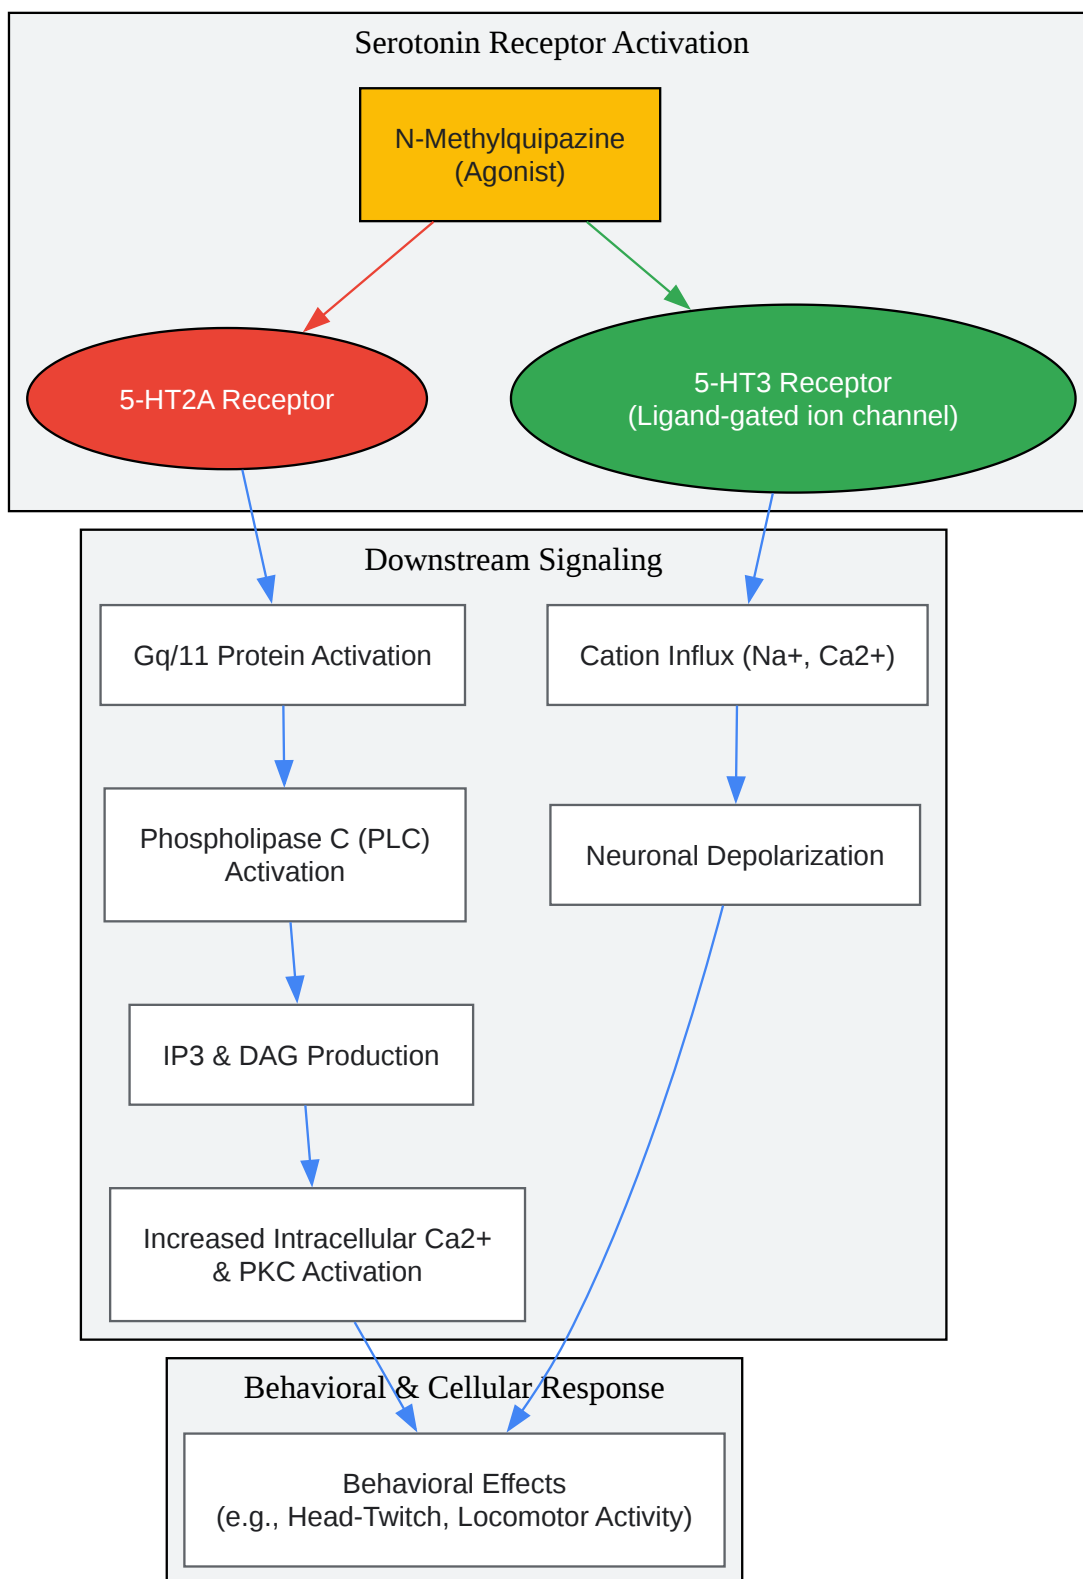 Serotonin Receptor Activation
N-Methylquipazine
(Agonist)
5-HT2A Receptor
5-HT3 Receptor
(Ligand-gated ion channel)
Downstream Signaling
Gq/11 Protein Activation
Cation Influx (Na+, Ca2+)
Phospholipase C (PLC)
Activation
Neuronal Depolarization
IP3 & DAG Production
Increased Intracellular Ca2+
& PKC Activation
Behavioral & Cellular Response
Behavioral Effects
(e.g., Head-Twitch, Locomotor Activity)